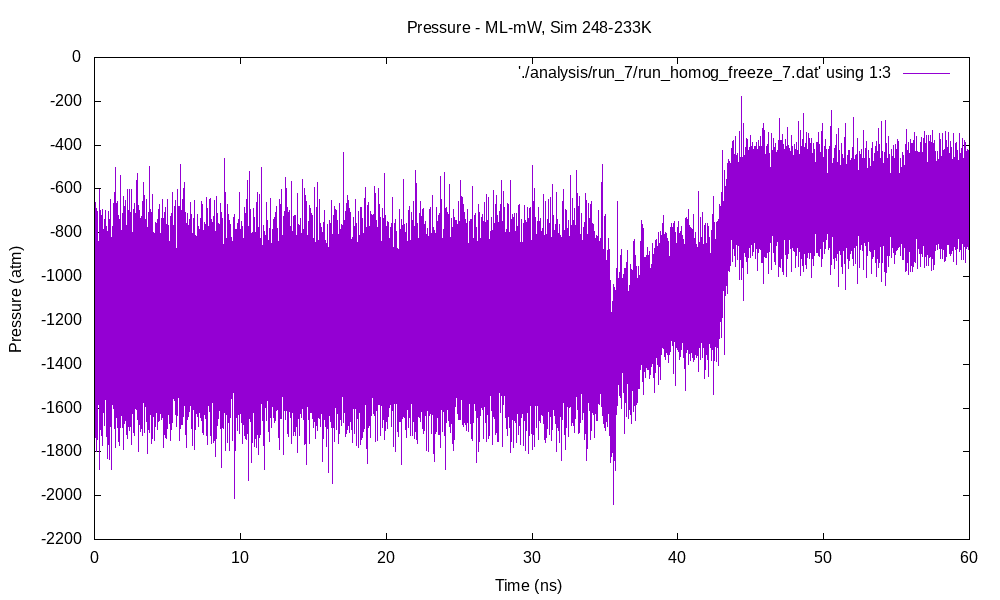 Pressure - ML-mW, Sim 248-233K
'./analysis/run_7/run_homog_freeze_7.dat' using 1:3
0
-200
-400
-600
-800
-1000
-1200
-1400
-1600
-1800
-2000
-2200
Pressure (atm)
0 10 20 30 40 50 60
Time (ns)